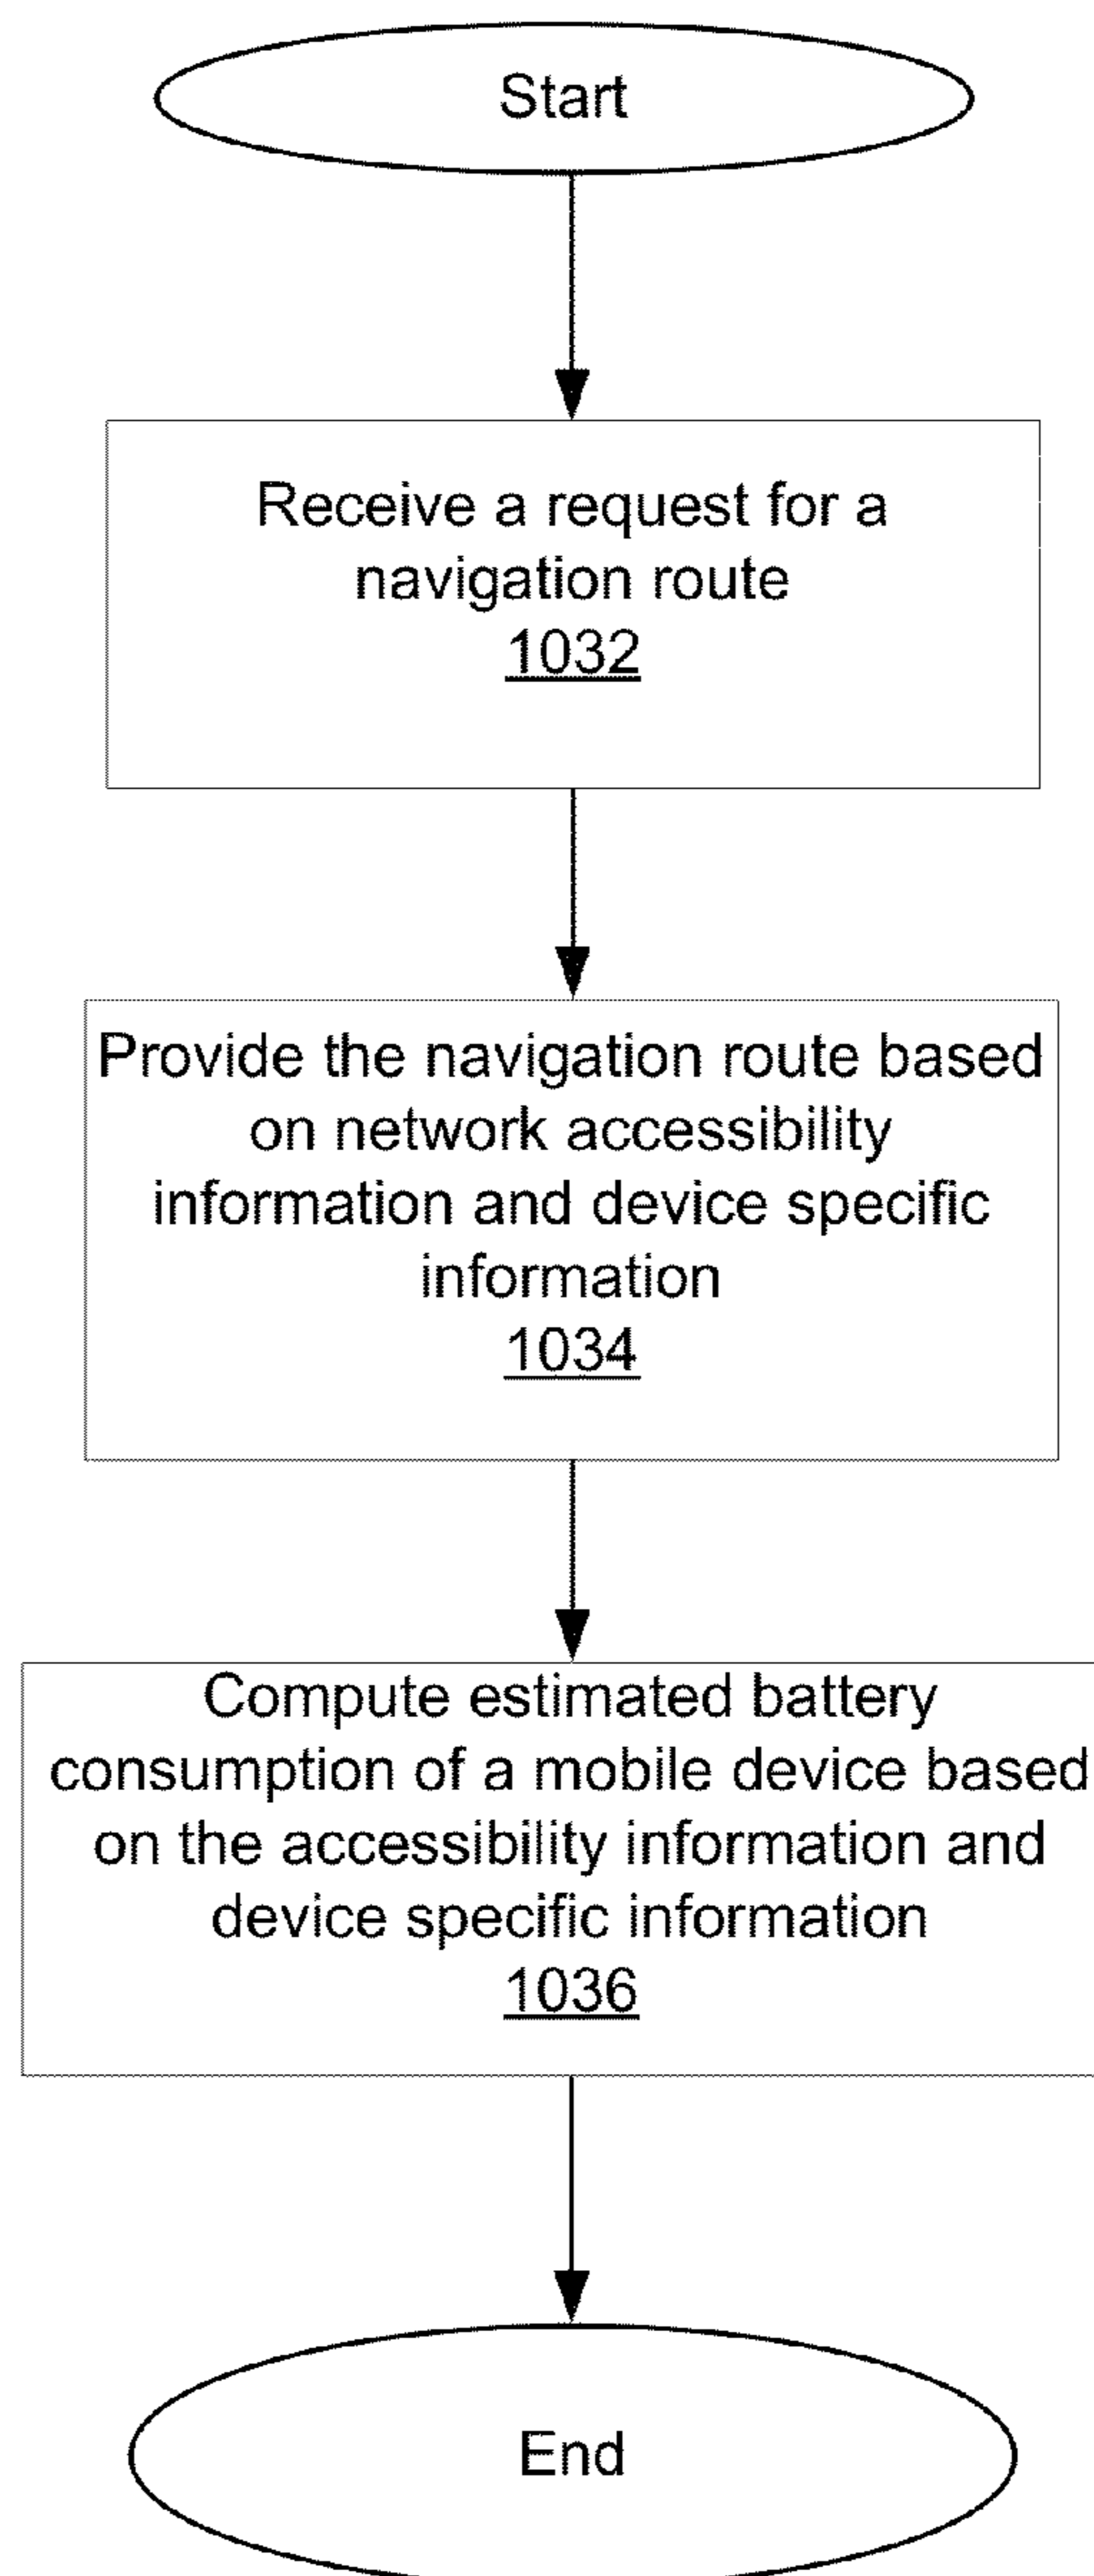 Start
Receive a request for a
navigation route
1032
Provide the navigation route based
on network accessibility
information and device specific
information
1034
Compute estimated battery
consumption of a mobile device based
on the accessibility information and
device specific information
1036
End